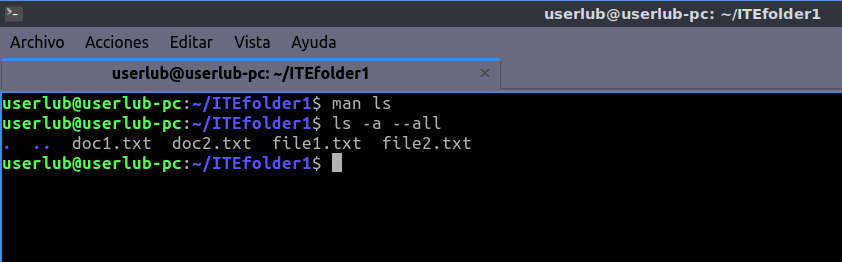 userlub@userlub-pc: ~/ITEfolder1
Archivo Acciones Editar Vista Ayuda
userlub@userlub-pc: ~/ITEfolder1 ×
userlub@userlub-pc:~/ITEfolder1$ man ls
userlub@userlub-pc:~/ITEfolder1$ ls -a --all
. .. doc1.txt doc2.txt file1.txt file2.txt
userlub@userlub-pc:~/ITEfolder1$